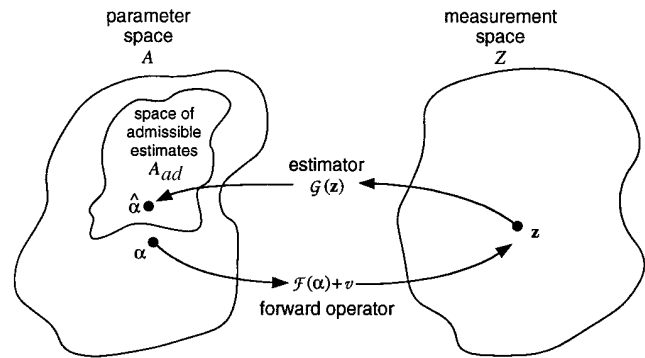 parameter
space
A
measurement
space
Z
space of
admissible
estimates
A_ad
estimator
𝒢(z)
α̂
α
z
ℱ(α)+v
forward operator